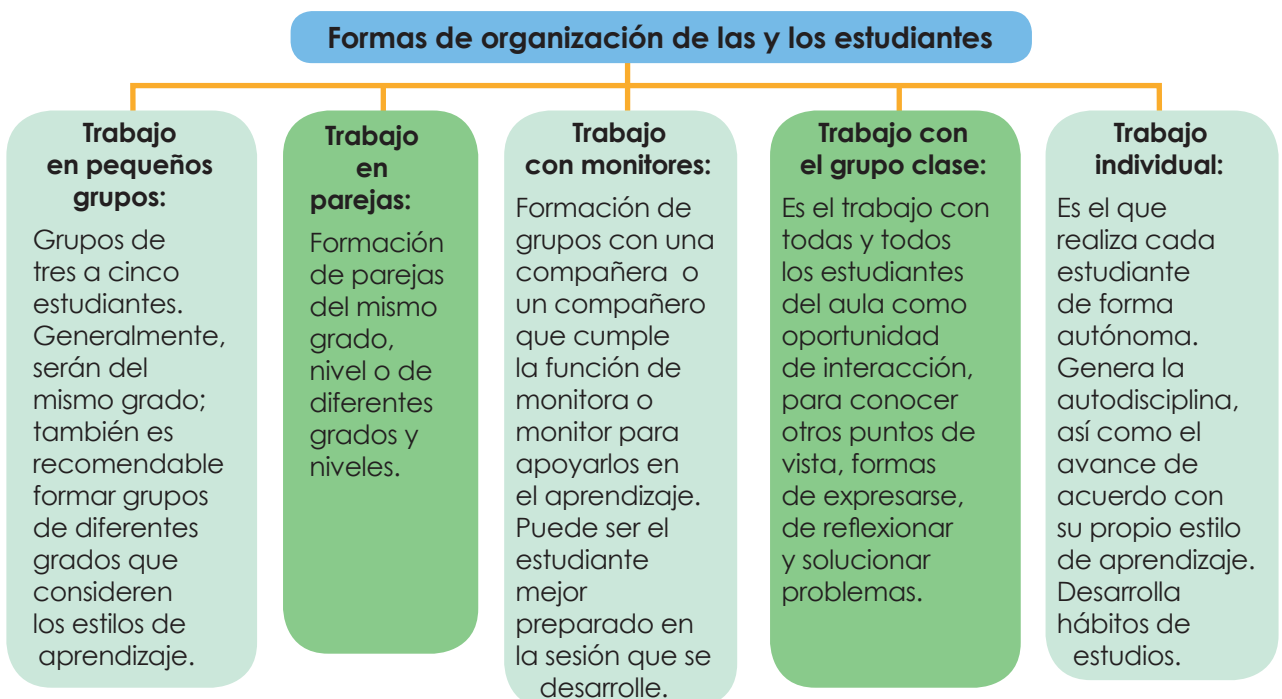 Formas de organización de las y los estudiantes
Trabajo
en pequeños
grupos:
Grupos de
tres a cinco
estudiantes.
Generalmente,
serán del
mismo grado;
también es
recomendable
formar grupos
de diferentes
grados que
consideren
los estilos de
aprendizaje.
Trabajo
en
parejas:
Formación
de parejas
del mismo
grado,
nivel o de
diferentes
grados y
niveles.
Trabajo
con monitores:
Formación de
grupos con una
compañera o
un compañero
que cumple
la función de
monitora o
monitor para
apoyarlos en
el aprendizaje.
Puede ser el
estudiante
mejor
preparado en
la sesión que se
desarrolle.
Trabajo con
el grupo clase:
Es el trabajo con
todas y todos
los estudiantes
del aula como
oportunidad
de interacción,
para conocer
otros puntos de
vista, formas
de expresarse,
de reflexionar
y solucionar
problemas.
Trabajo
individual:
Es el que
realiza cada
estudiante
de forma
autónoma.
Genera la
autodisciplina,
así como el
avance de
acuerdo con
su propio estilo
de aprendizaje.
Desarrolla
hábitos de
estudios.